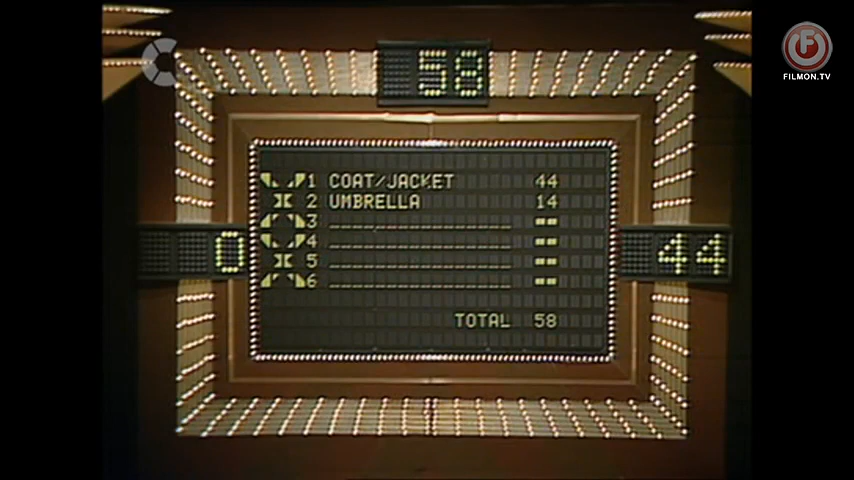 FILMON.TV
58
1 COAT/JACKET 44
2 UMBRELLA 14
3 --
4 --
0
44
5 --
6 --
TOTAL 58